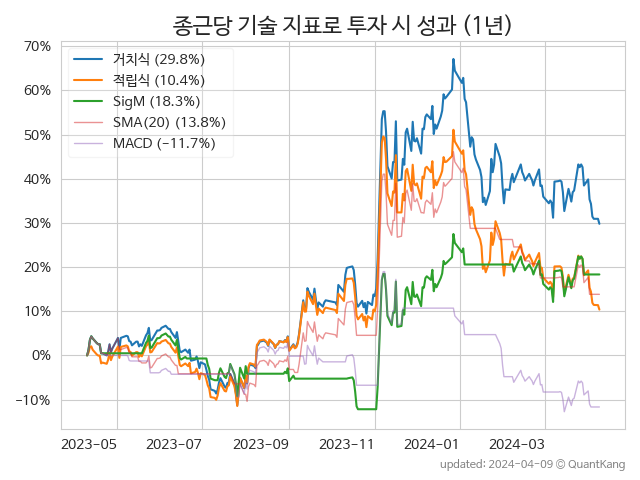 종근당 기술 지표로 투자 시 성과 (1년)
70%
60%
50%
40%
30%
20%
10%
0%
−10%
거치식 (29.8%)
적립식 (10.4%)
SigM (18.3%)
SMA(20) (13.8%)
MACD (−11.7%)
2023-05 2023-07 2023-09 2023-11 2024-01 2024-03
updated: 2024-04-09 © QuantKang